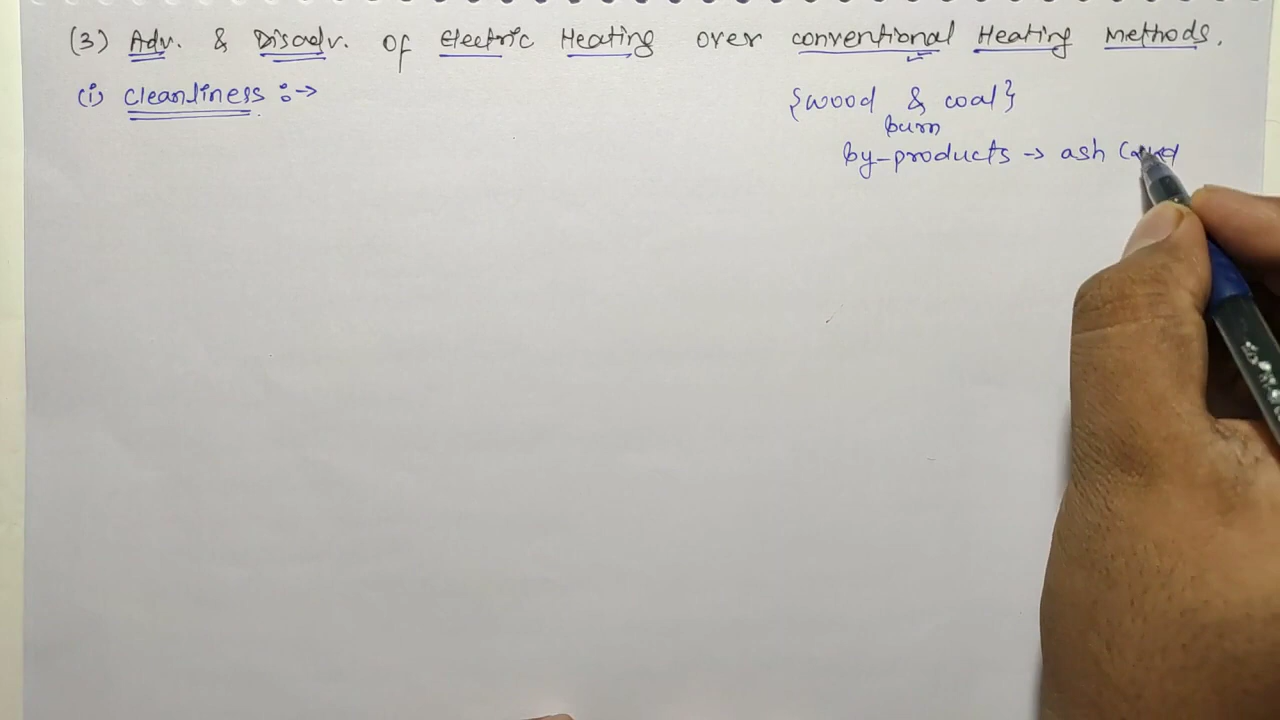 (3) Adv. & Disadv. of Electric Heating over conventional Heating Methods.
(i) Cleanliness :→
{wood & coal}
burn
by-products → ash